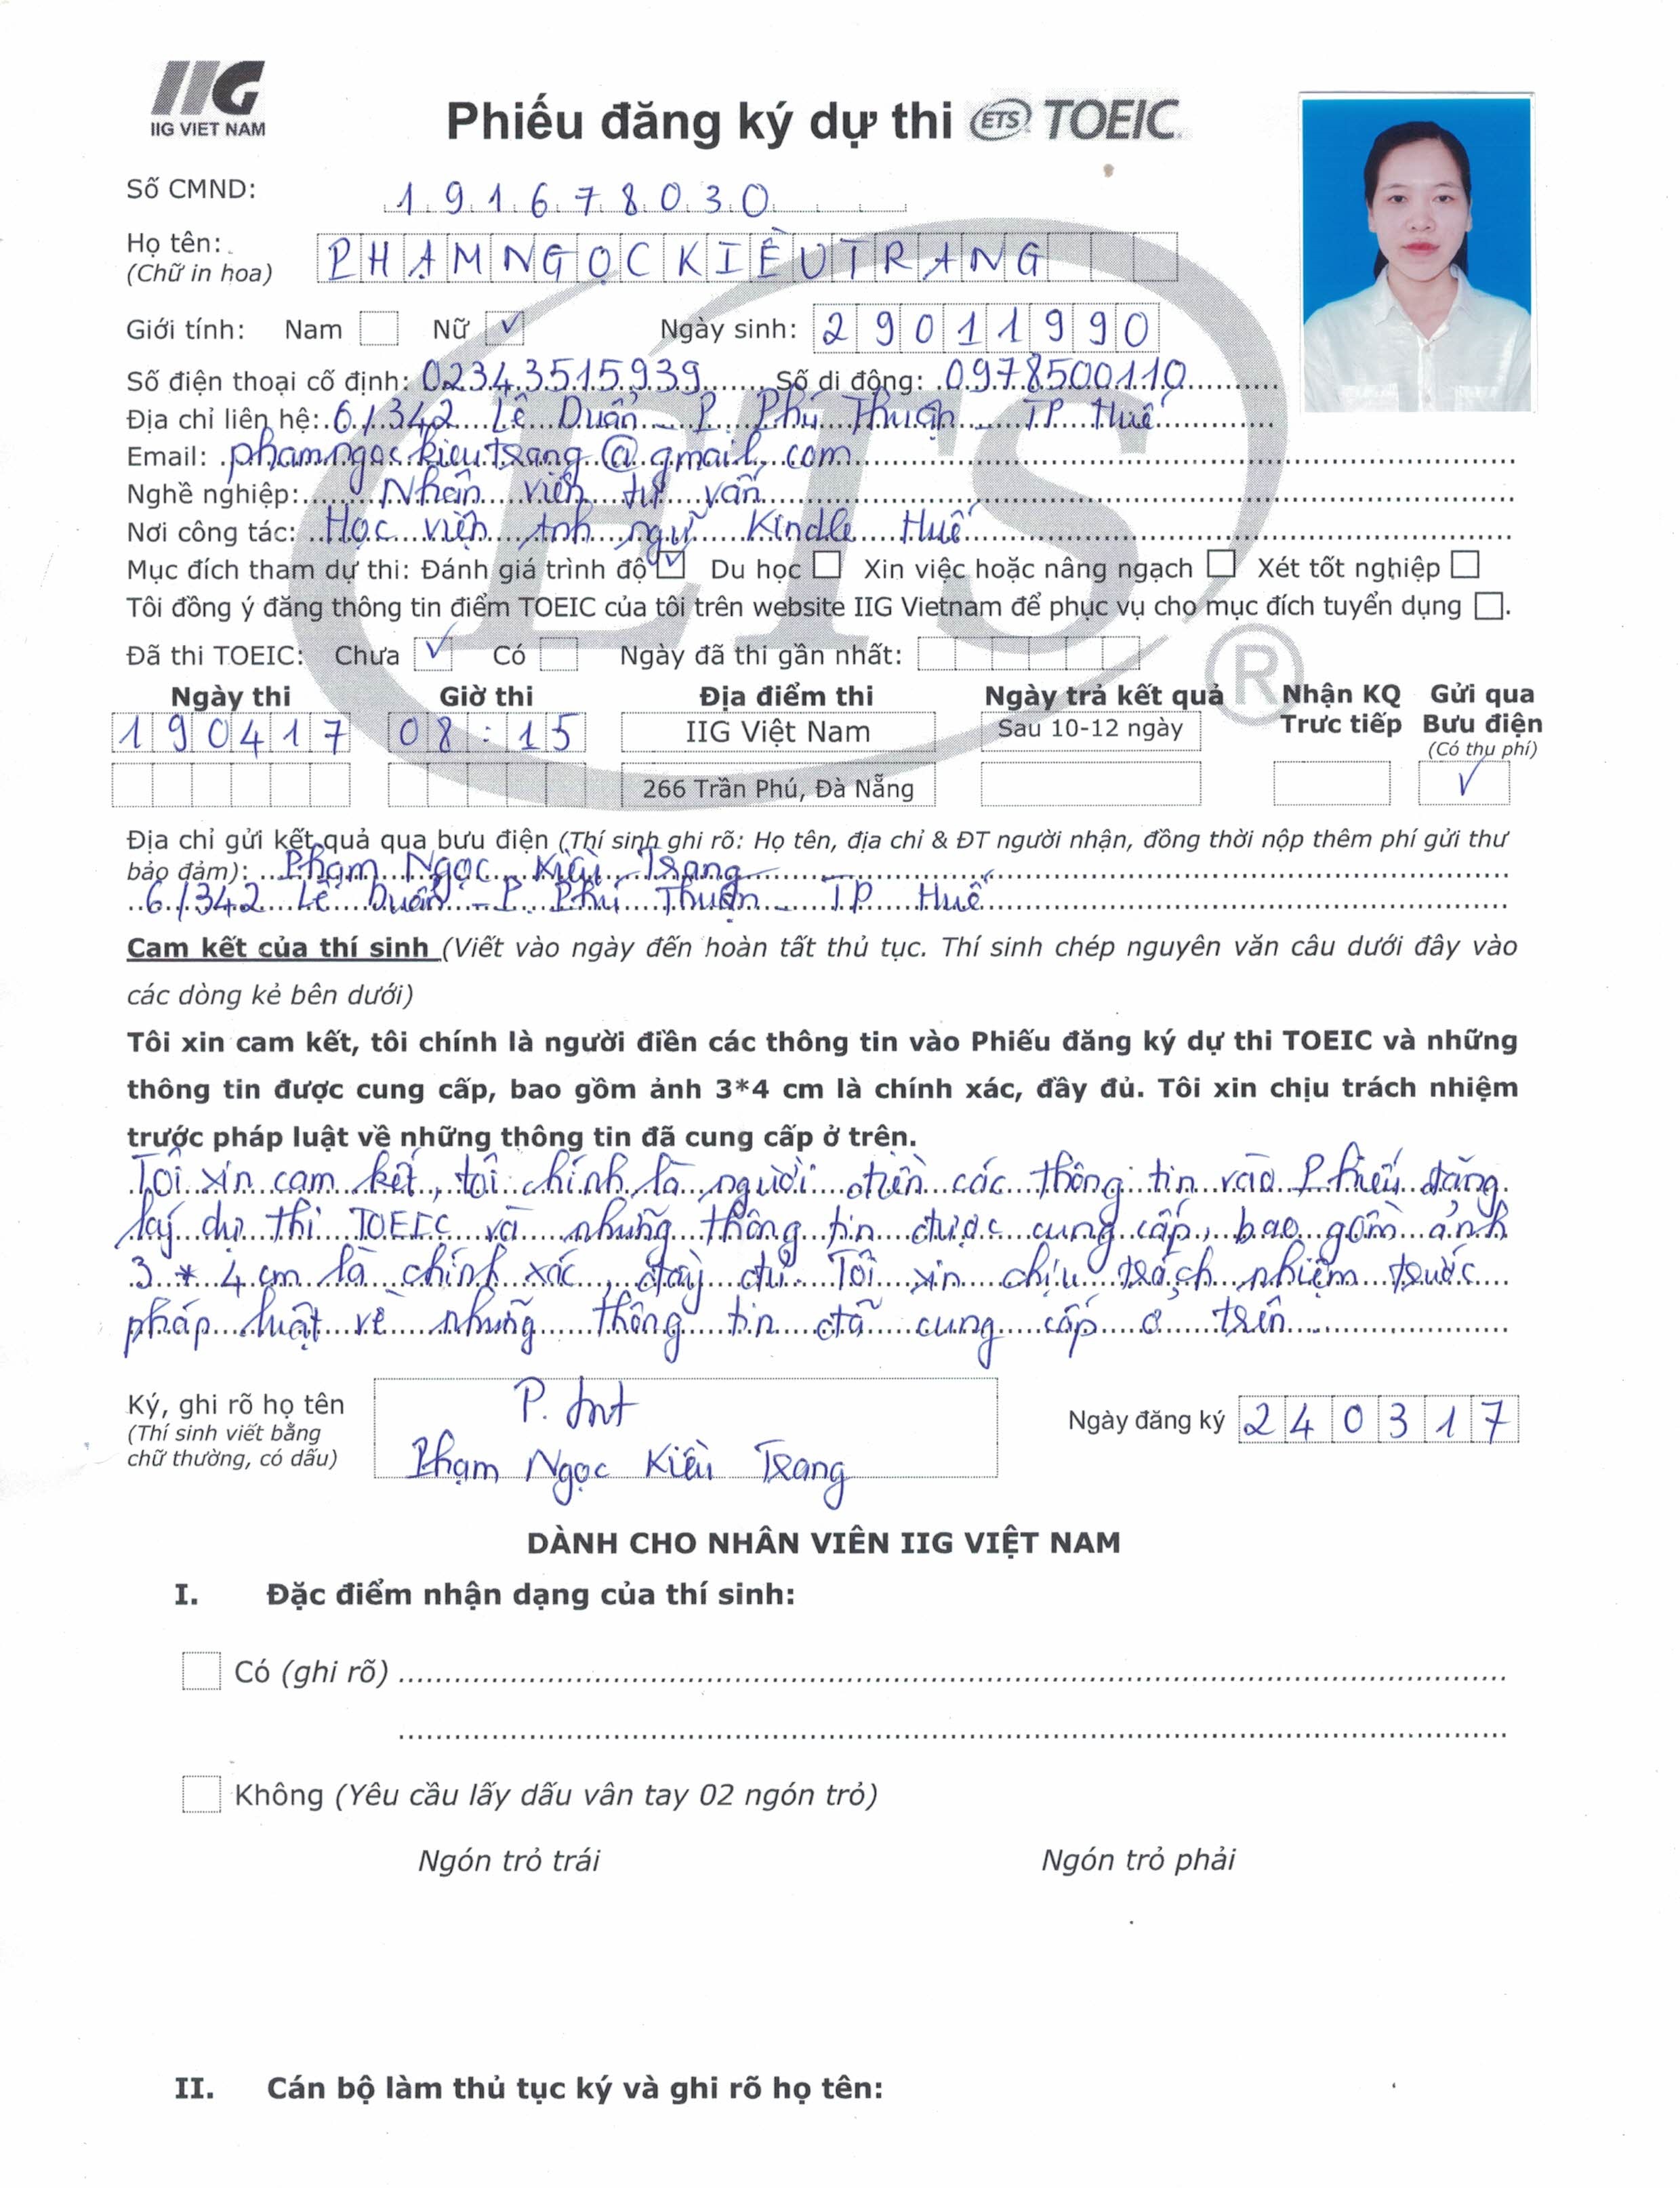 IIG
IIG VIET NAM
Phiếu đăng ký dự thi ETS TOEIC
Số CMND: 191678030
Họ tên: PHẠMNGỌCKIỀUTRANG
(Chữ in hoa)
Giới tính: Nam Nữ ✓ Ngày sinh: 29011990
Số điện thoại cố định: 02343515939 Số di động: 0978500110
Địa chỉ liên hệ: 6/342 Lê Duẩn - P. Phú Thuận - TP Huế
Email: phamngockieutrang@gmail.com
Nghề nghiệp: Nhân viên tư vấn
Nơi công tác: Học viện Anh ngữ Kindle Huế
Mục đích tham dự thi: Đánh giá trình độ ✓ Du học Xin việc hoặc nâng ngạch Xét tốt nghiệp
Tôi đồng ý đăng thông tin điểm TOEIC của tôi trên website IIG Vietnam để phục vụ cho mục đích tuyển dụng .
Đã thi TOEIC: Chưa ✓ Có Ngày đã thi gần nhất:
Ngày thi Giờ thi Địa điểm thi Ngày trả kết quả Nhận KQ Trực tiếp Gửi qua Bưu điện (Có thu phí)
190417 08:15 IIG Việt Nam Sau 10-12 ngày
266 Trần Phú, Đà Nẵng ✓
Địa chỉ gửi kết quả qua bưu điện (Thí sinh ghi rõ: Họ tên, địa chỉ & ĐT người nhận, đồng thời nộp thêm phí gửi thư
bảo đảm): Phạm Ngọc Kiều Trang
6/342 Lê Duẩn - P. Phú Thuận - TP Huế
Cam kết của thí sinh (Viết vào ngày đến hoàn tất thủ tục. Thí sinh chép nguyên văn câu dưới đây vào
các dòng kẻ bên dưới)
Tôi xin cam kết, tôi chính là người điền các thông tin vào Phiếu đăng ký dự thi TOEIC và những
thông tin được cung cấp, bao gồm ảnh 3*4 cm là chính xác, đầy đủ. Tôi xin chịu trách nhiệm
trước pháp luật về những thông tin đã cung cấp ở trên.
Tôi xin cam kết, tôi chính là người điền các thông tin vào Phiếu đăng
ký dự thi TOEIC và những thông tin được cung cấp, bao gồm ảnh
3 * 4 cm là chính xác, đầy đủ. Tôi xin chịu trách nhiệm trước
pháp luật về những thông tin đã cung cấp ở trên
Ký, ghi rõ họ tên
(Thí sinh viết bằng
chữ thường, có dấu)
Phạm Ngọc Kiều Trang
Ngày đăng ký 240317
DÀNH CHO NHÂN VIÊN IIG VIỆT NAM
I. Đặc điểm nhận dạng của thí sinh:
Có (ghi rõ)
Không (Yêu cầu lấy dấu vân tay 02 ngón trỏ)
Ngón trỏ trái Ngón trỏ phải
II. Cán bộ làm thủ tục ký và ghi rõ họ tên:
ETS ®